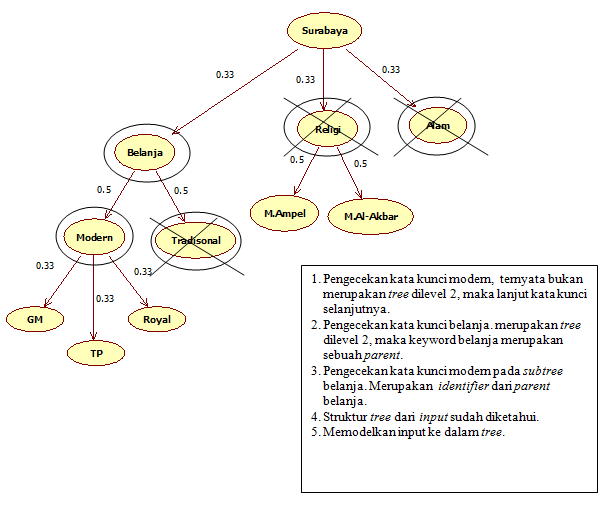 Surabaya
0.33
0.33
0.33
Belanja
Religi
Alam
0.5
0.5
0.5
0.5
Modern
Tradisonal
M.Ampel
M.Al-Akbar
0.33
0.33
0.33
GM
TP
Royal
1. Pengecekan kata kunci modern, ternyata bukan
merupakan tree dilevel 2, maka lanjut kata kunci
selanjutnya.
2. Pengecekan kata kunci belanja. merupakan tree
dilevel 2, maka keyword belanja merupakan
sebuah parent.
3. Pengecekan kata kunci modern pada subtree
belanja. Merupakan identifier dari parent
belanja.
4. Struktur tree dari input sudah diketahui.
5. Memodelkan input ke dalam tree.